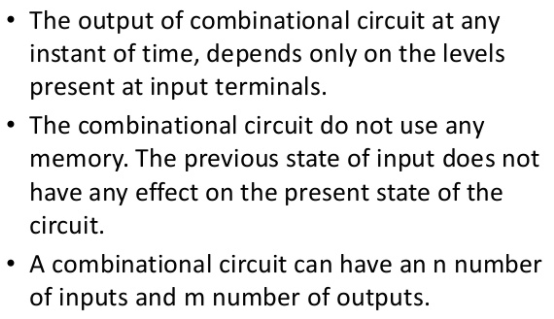 • The output of combinational circuit at any
instant of time, depends only on the levels
present at input terminals.
• The combinational circuit do not use any
memory. The previous state of input does not
have any effect on the present state of the
circuit.
• A combinational circuit can have an n number
of inputs and m number of outputs.